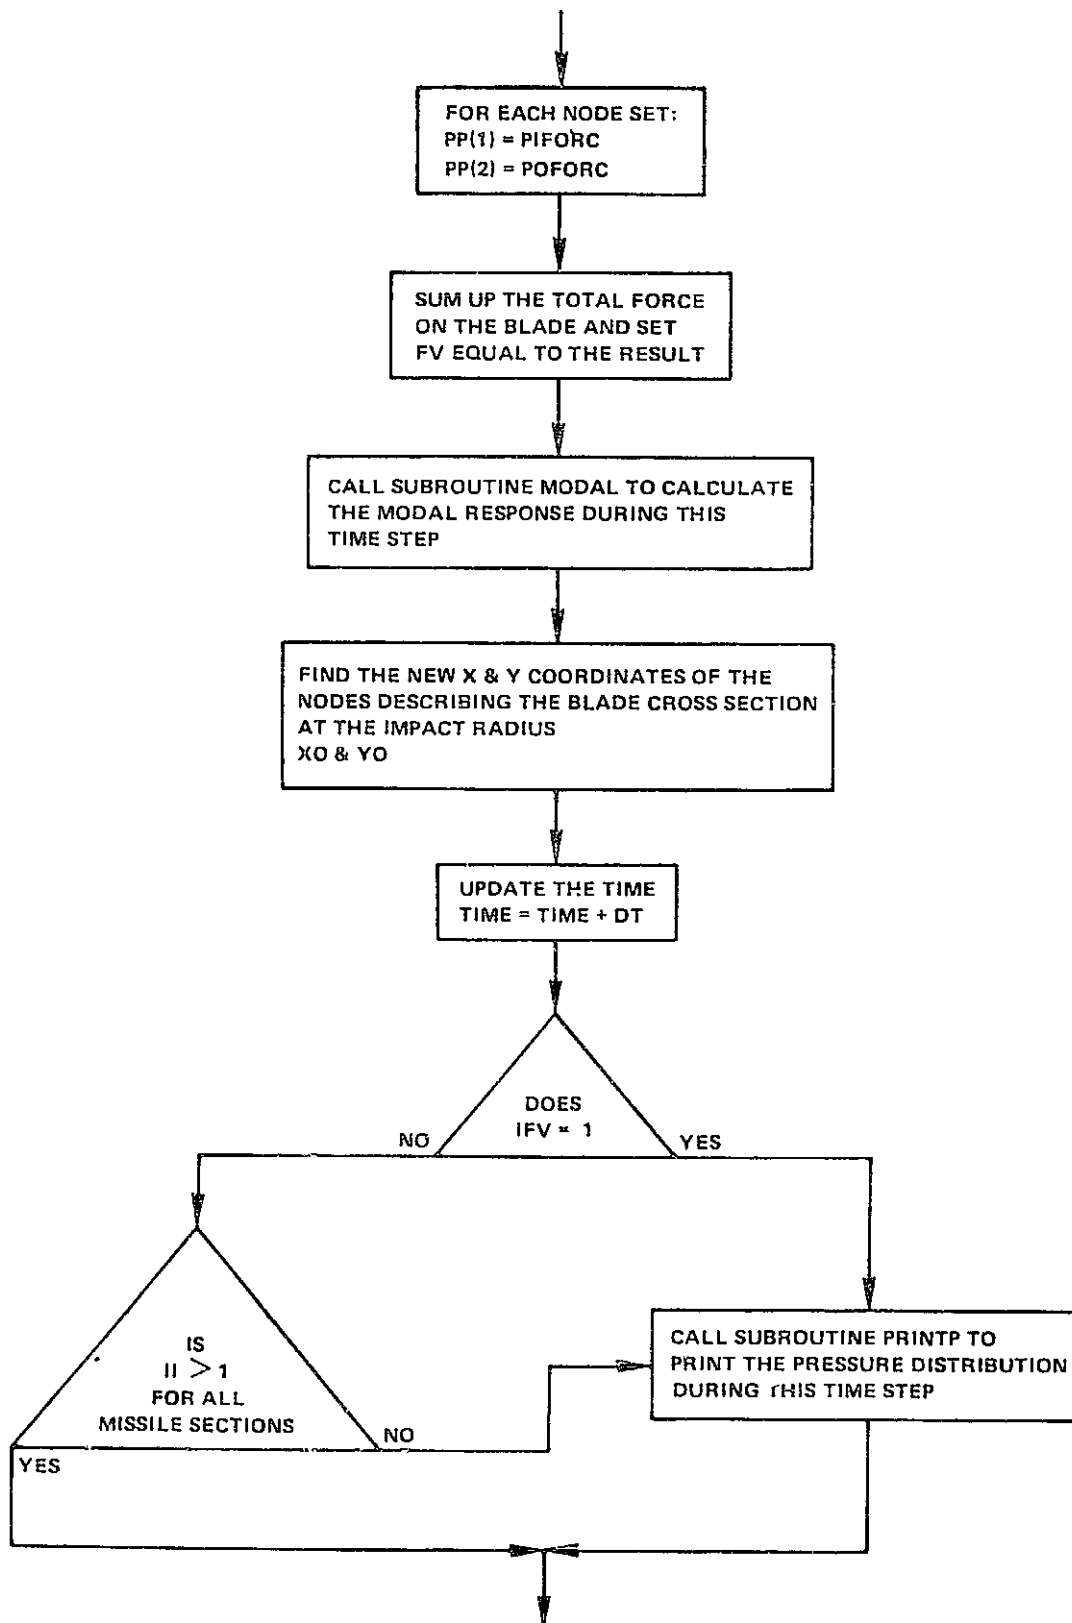 FOR EACH NODE SET:
PP(1) = PIFORC
PP(2) = POFORC
SUM UP THE TOTAL FORCE
ON THE BLADE AND SET
FV EQUAL TO THE RESULT
CALL SUBROUTINE MODAL TO CALCULATE
THE MODAL RESPONSE DURING THIS
TIME STEP
FIND THE NEW X & Y COORDINATES OF THE
NODES DESCRIBING THE BLADE CROSS SECTION
AT THE IMPACT RADIUS
XO & YO
UPDATE THE TIME
TIME = TIME + DT
DOES
IFV = 1
NO
YES
IS
II > 1
FOR ALL
MISSILE SECTIONS
NO
YES
CALL SUBROUTINE PRINTP TO
PRINT THE PRESSURE DISTRIBUTION
DURING THIS TIME STEP